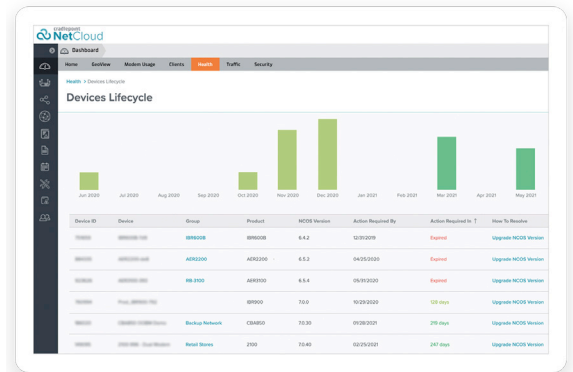 cradlepoint
NetCloud
Dashboard
Home GeoView Modem Usage Clients Health Traffic Security
Health > Devices Lifecycle
Devices Lifecycle
Jun 2020 Jul 2020 Aug 2020 Sep 2020 Oct 2020 Nov 2020 Dec 2020 Jan 2021 Feb 2021 Mar 2021 Apr 2021 May 2021
Device ID Device Group Product NCOS Version Action Required By Action Required In ↑ How To Resolve
IBR600B IBR600B 6.4.2 12/31/2019 Expired Upgrade NCOS Version
AER2200 AER2200 6.5.2 04/25/2020 Expired Upgrade NCOS Version
RB-3100 AER3100 6.5.4 05/31/2020 Expired Upgrade NCOS Version
IBR900 7.0.0 10/29/2020 129 days Upgrade NCOS Version
Backup Network CBA850 7.0.30 01/28/2021 219 days Upgrade NCOS Version
Retail Stores 2100 7.0.40 02/25/2021 247 days Upgrade NCOS Version